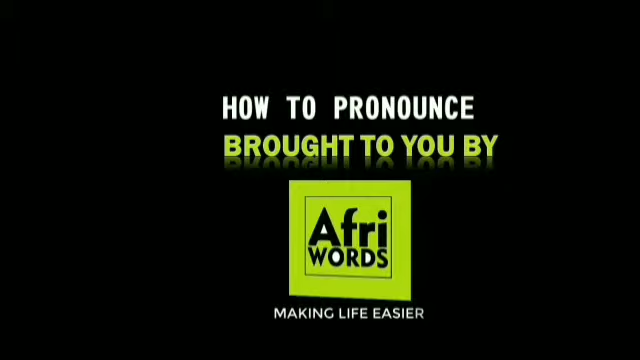 HOW TO PRONOUNCE
BROUGHT TO YOU BY
Afri
WORDS
MAKING LIFE EASIER